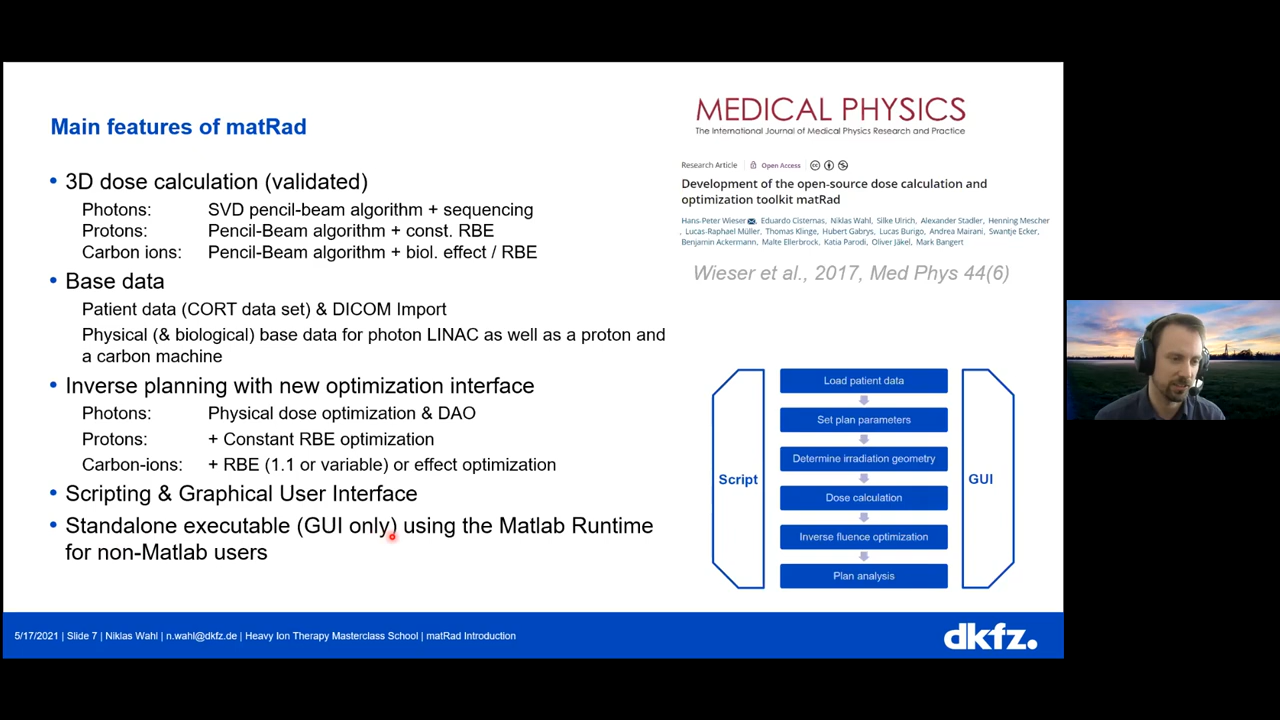 Main features of matRad
• 3D dose calculation (validated)
Photons: SVD pencil-beam algorithm + sequencing
Protons: Pencil-Beam algorithm + const. RBE
Carbon ions: Pencil-Beam algorithm + biol. effect / RBE
• Base data
Patient data (CORT data set) & DICOM Import
Physical (& biological) base data for photon LINAC as well as a proton and
a carbon machine
• Inverse planning with new optimization interface
Photons: Physical dose optimization & DAO
Protons: + Constant RBE optimization
Carbon-ions: + RBE (1.1 or variable) or effect optimization
• Scripting & Graphical User Interface
• Standalone executable (GUI only) using the Matlab Runtime
for non-Matlab users
MEDICAL PHYSICS
The International Journal of Medical Physics Research and Practice
Research Article Open Access
Development of the open-source dose calculation and
optimization toolkit matRad
Hans-Peter Wieser, Eduardo Cisternas, Niklas Wahl, Silke Ulrich, Alexander Stadler, Henning Mescher
, Lucas-Raphael Müller, Thomas Klinge, Hubert Gabrys, Lucas Burigo, Andrea Mairani, Swantje Ecker,
Benjamin Ackermann, Malte Ellerbrock, Katia Parodi, Oliver Jäkel, Mark Bangert
Wieser et al., 2017, Med Phys 44(6)
Script
Load patient data
Set plan parameters
Determine irradiation geometry
Dose calculation
Inverse fluence optimization
Plan analysis
GUI
5/17/2021 | Slide 7 | Niklas Wahl | n.wahl@dkfz.de | Heavy Ion Therapy Masterclass School | matRad Introduction
dkfz.